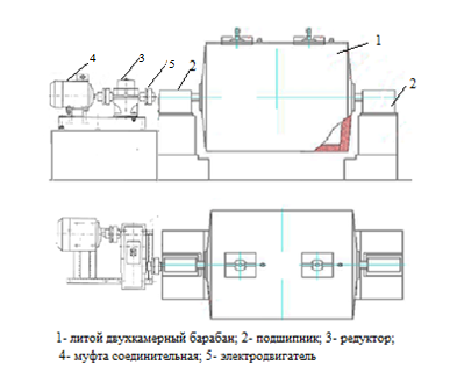 4 3 5 2 1
2
1- литой двухкамерный барабан; 2- подшипник; 3- редуктор;
4- муфта соединительная; 5- электродвигатель